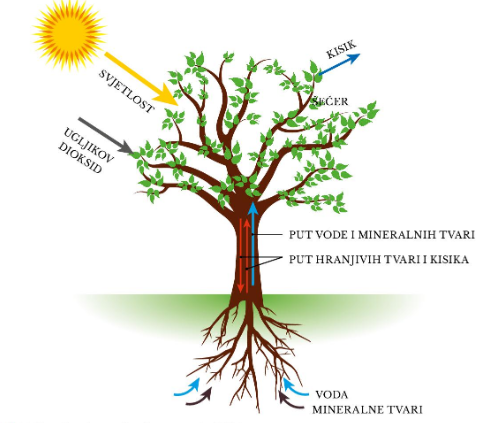 KISIK
SVJETLOST
ŠEĆER
UGLJIKOV
DIOKSID
PUT VODE I MINERALNIH TVARI
PUT HRANJIVIH TVARI I KISIKA
VODA
MINERALNE TVARI